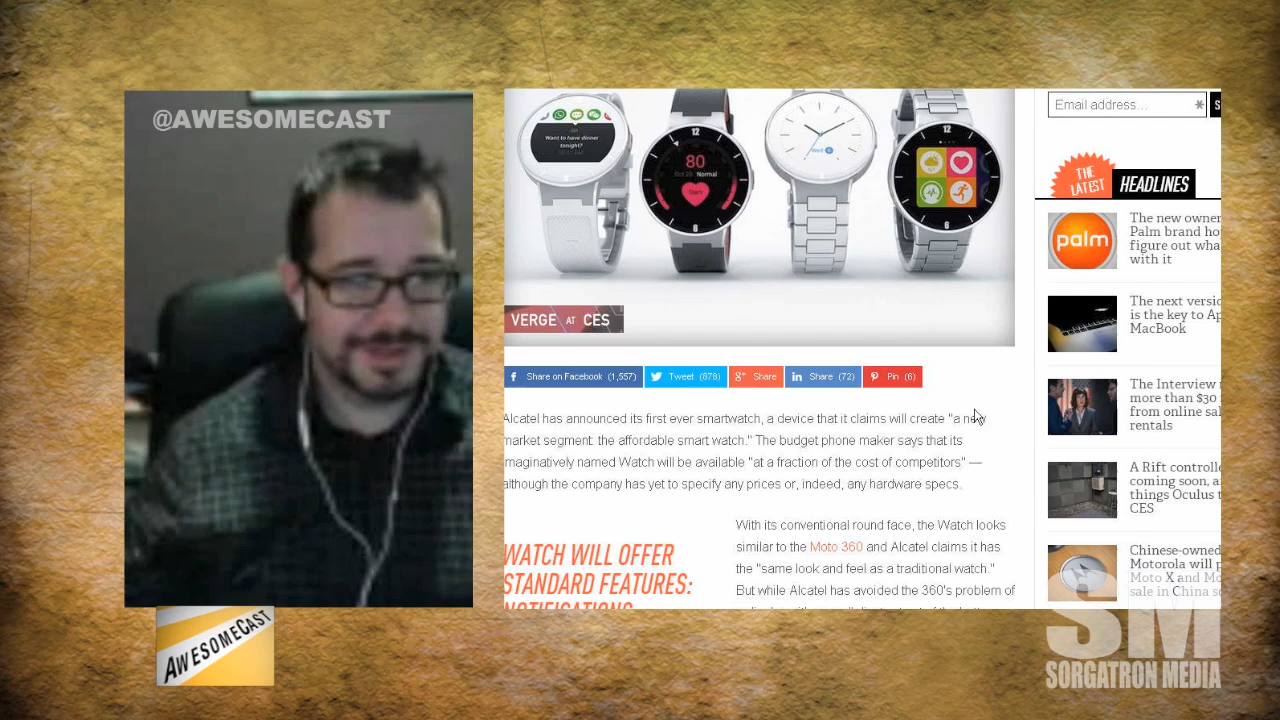 @AWESOMECAST
Want to have dinner
tonight?
12
80
Oct 28 Normal
Start
6
Wed
12
6
VERGE AT CES
Share on Facebook (1,557)
Tweet (878)
Share
Share (72)
Pin (6)
Alcatel has announced its first ever smartwatch, a device that it claims will create "a new
market segment: the affordable smart watch." The budget phone maker says that its
imaginatively named Watch will be available "at a fraction of the cost of competitors" —
although the company has yet to specify any prices or, indeed, any hardware specs.
WATCH WILL OFFER
STANDARD FEATURES:
NOTIFICATIONS
With its conventional round face, the Watch looks
similar to the Moto 360 and Alcatel claims it has
the "same look and feel as a traditional watch."
But while Alcatel has avoided the 360's problem of
Email address...
S
THE LATEST HEADLINES
palm
The new owner
Palm brand ho
figure out wha
with it
The next versio
is the key to Ap
MacBook
The Interview
more than $30
from online sal
rentals
A Rift controlle
coming soon, a
things Oculus t
CES
Chinese-owned
Motorola will p
Moto X and Mo
sale in China s
AWESOMECAST
SM
SORGATRON MEDIA